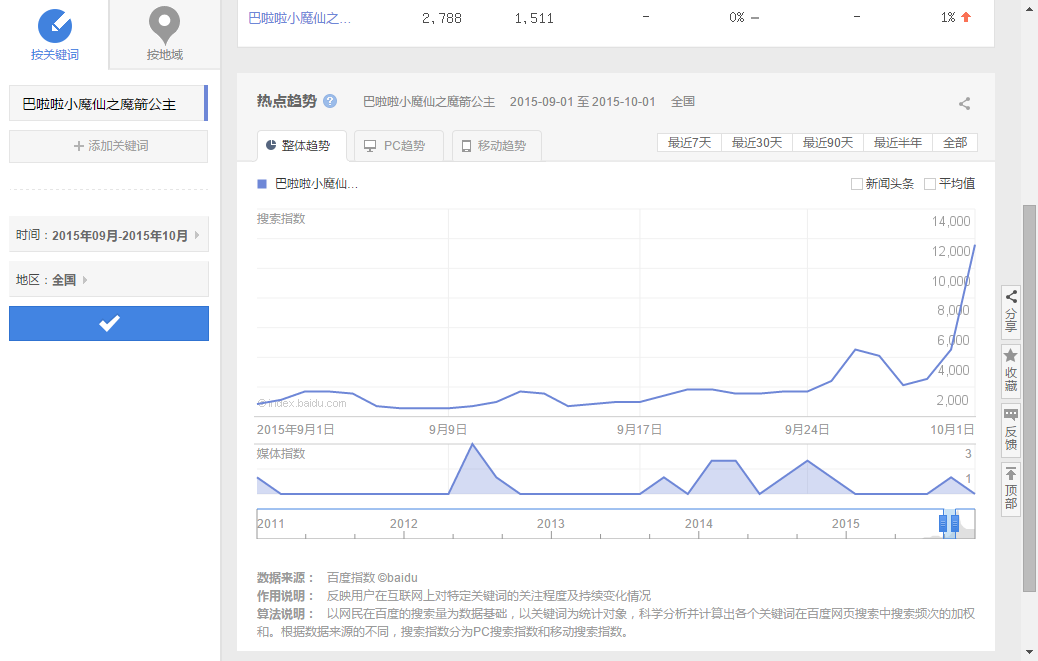 按关键词
按地域
巴啦啦小魔仙之魔箭公主
添加关键词
时间：2015年09月-2015年10月
地区：全国
巴啦啦小魔仙之... 2,788 1,511 - 0% - - 1%
热点趋势 ? 巴啦啦小魔仙之魔箭公主 2015-09-01 至 2015-10-01 全国
整体趋势 PC趋势 移动趋势 最近7天 最近30天 最近90天 最近半年 全部
巴啦啦小魔仙... 新闻头条 平均值
搜索指数
14,000
12,000
10,000
8,000
6,000
4,000
2,000
©index.baidu.com
2015年9月1日 9月9日 9月17日 9月24日 10月1日
媒体指数
3
1
2011 2012 2013 2014 2015
数据来源： 百度指数 ©baidu
作用说明： 反映用户在互联网上对特定关键词的关注程度及持续变化情况
算法说明： 以网民在百度的搜索量为数据基础，以关键词为统计对象，科学分析并计算出各个关键词在百度网页搜索中搜索频次的加权
和。根据数据来源的不同，搜索指数分为PC搜索指数和移动搜索指数。
分享
收藏
反馈
顶部